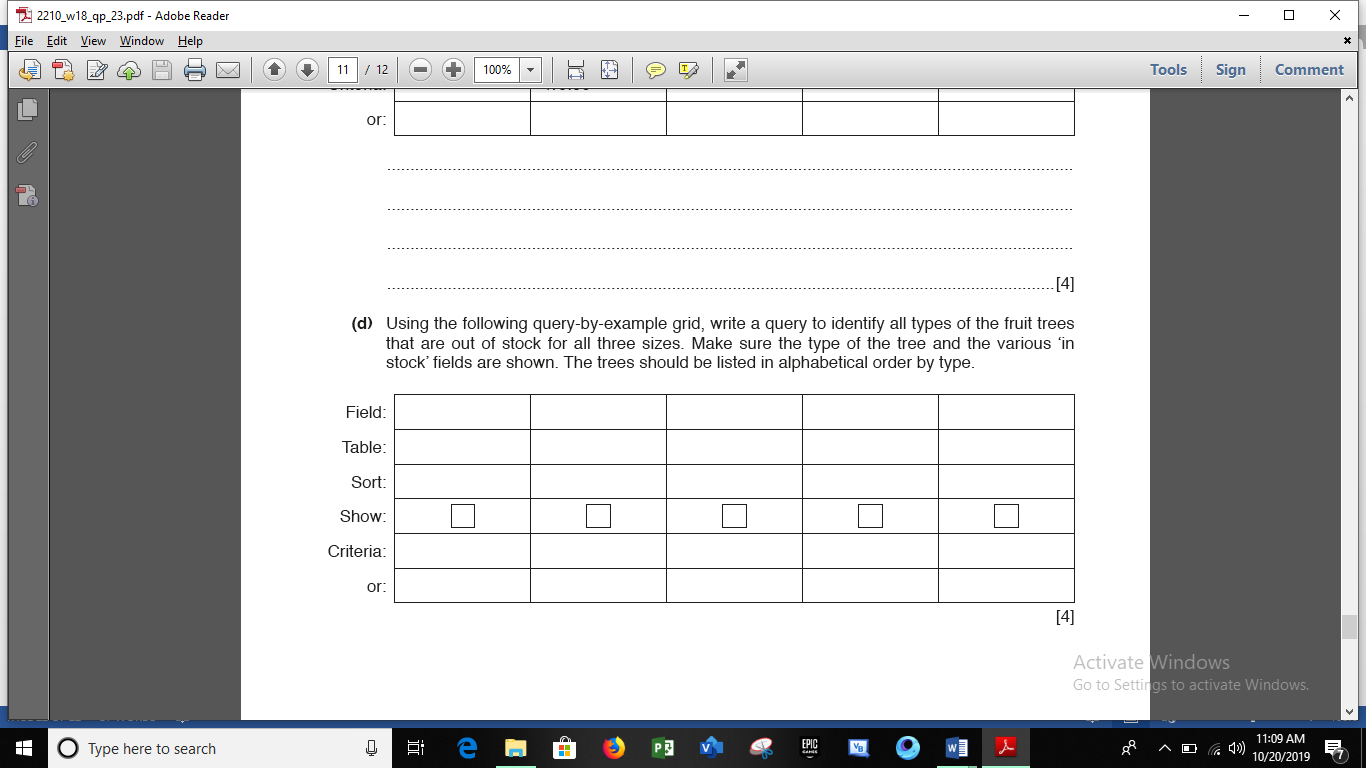 2210_w18_qp_23.pdf - Adobe Reader
File Edit View Window Help
11 / 12 100% Tools Sign Comment
or:
[4]
(d) Using the following query-by-example grid, write a query to identify all types of the fruit trees
that are out of stock for all three sizes. Make sure the type of the tree and the various ‘in
stock’ fields are shown. The trees should be listed in alphabetical order by type.
Field:
Table:
Sort:
Show:
Criteria:
or:
[4]
Activate Windows
Go to Settings to activate Windows.
Type here to search
EPIC GAMES
11:09 AM
10/20/2019
7